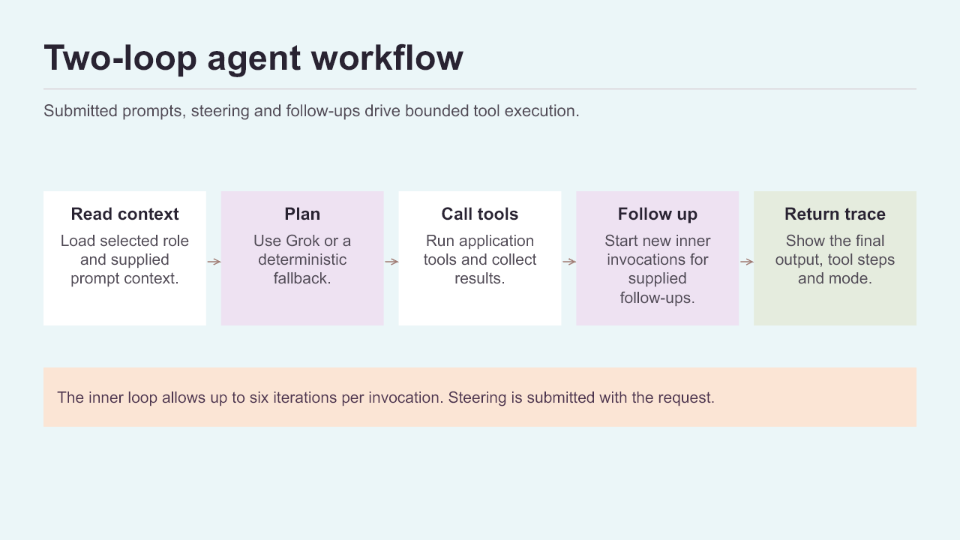 Two-loop agent workflow
Submitted prompts, steering and follow-ups drive bounded tool execution.
Read context
Load selected role
and supplied
prompt context.
Plan
Use Grok or a
deterministic
fallback.
Call tools
Run application
tools and collect
results.
Follow up
Start new inner
invocations for
supplied
follow-ups.
Return trace
Show the final
output, tool steps
and mode.
The inner loop allows up to six iterations per invocation. Steering is submitted with the request.